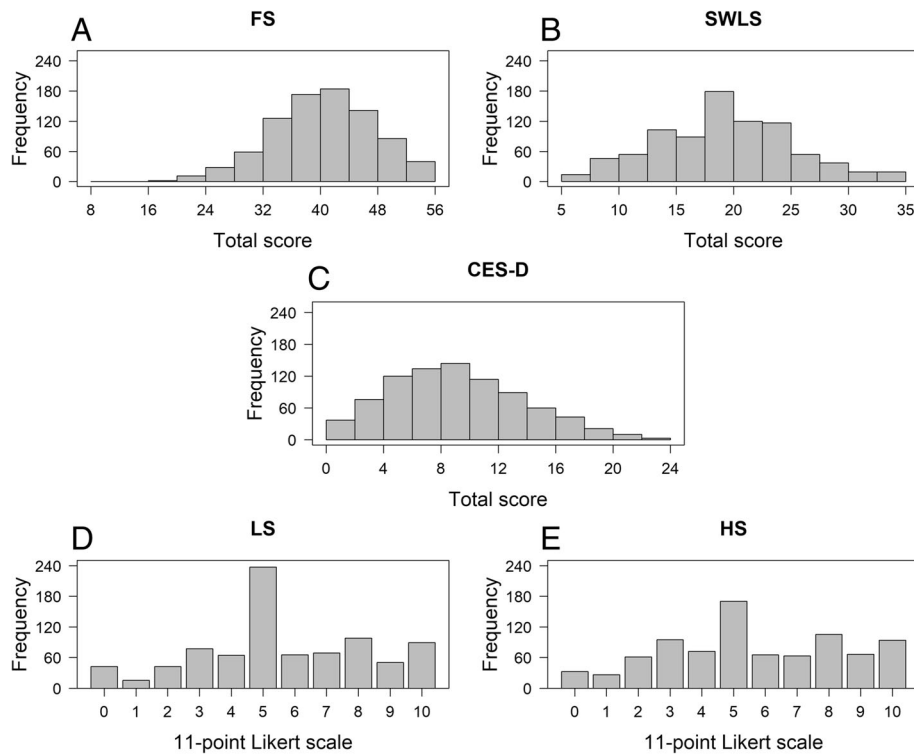 A
FS
Frequency
240
180
120
60
0
8 16 24 32 40 48 56
Total score
B
SWLS
Frequency
240
180
120
60
0
5 10 15 20 25 30 35
Total score
C
CES-D
Frequency
240
180
120
60
0
0 4 8 12 16 20 24
Total score
D
LS
Frequency
240
180
120
60
0
0 1 2 3 4 5 6 7 8 9 10
11-point Likert scale
E
HS
Frequency
240
180
120
60
0
0 1 2 3 4 5 6 7 8 9 10
11-point Likert scale